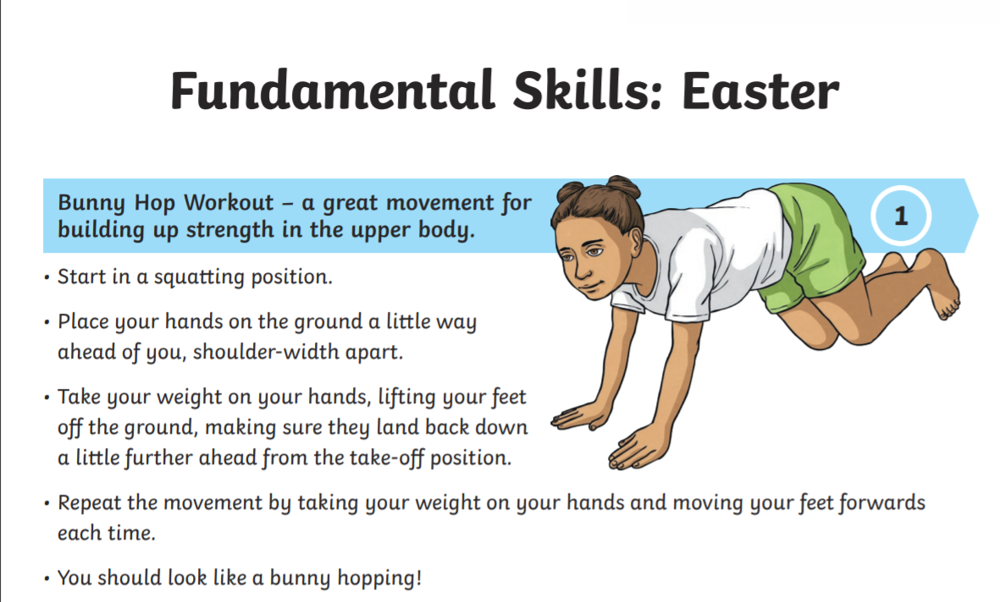 Fundamental Skills: Easter
Bunny Hop Workout – a great movement for
building up strength in the upper body.
1
• Start in a squatting position.
• Place your hands on the ground a little way
ahead of you, shoulder-width apart.
• Take your weight on your hands, lifting your feet
off the ground, making sure they land back down
a little further ahead from the take-off position.
• Repeat the movement by taking your weight on your hands and moving your feet forwards
each time.
• You should look like a bunny hopping!